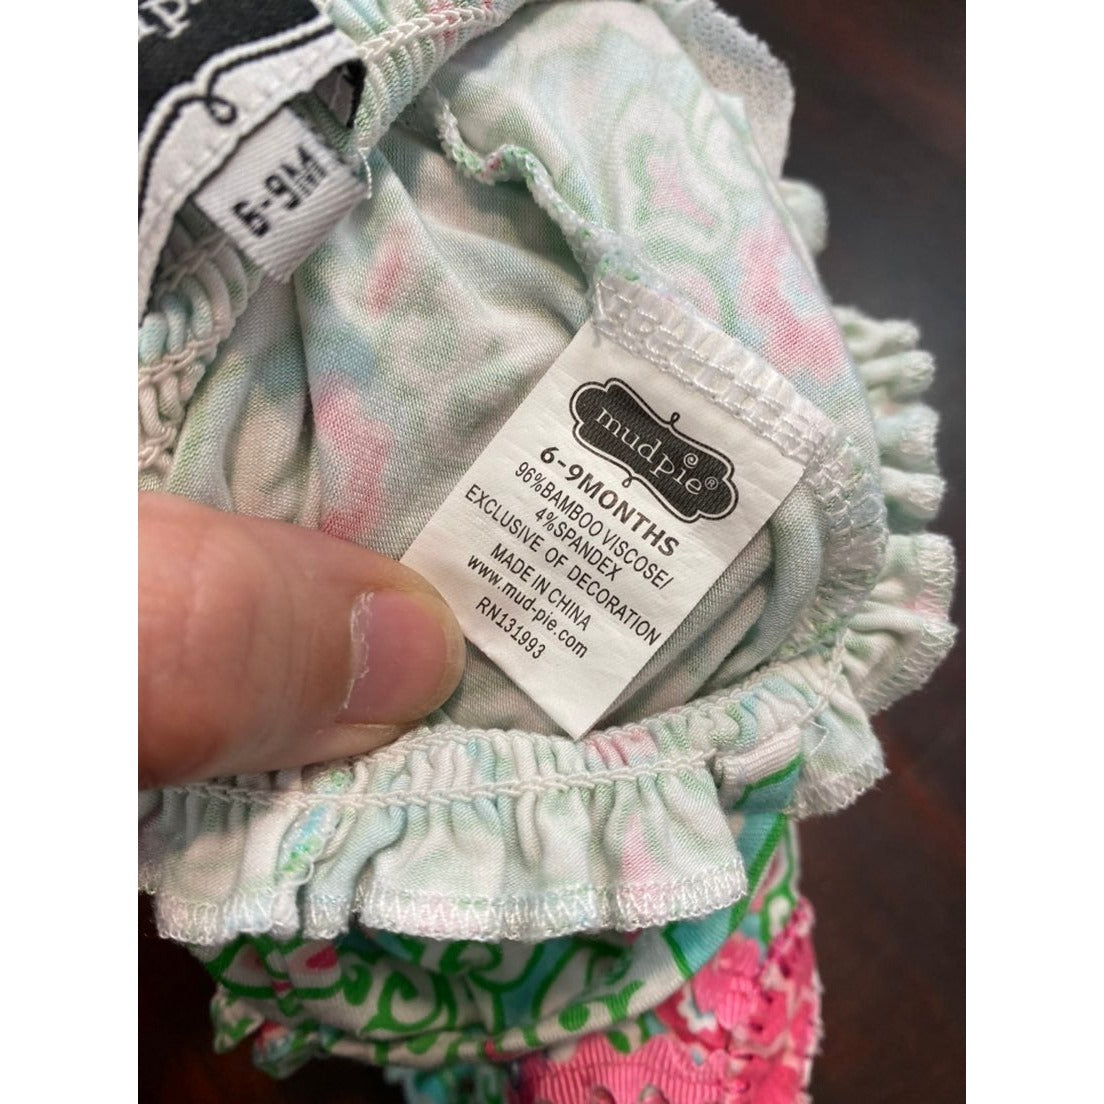 6-9M
mudpie®
6-9MONTHS
96%BAMBOO VISCOSE/
4%SPANDEX
EXCLUSIVE OF DECORATION
MADE IN CHINA
www.mud-pie.com
RN131993